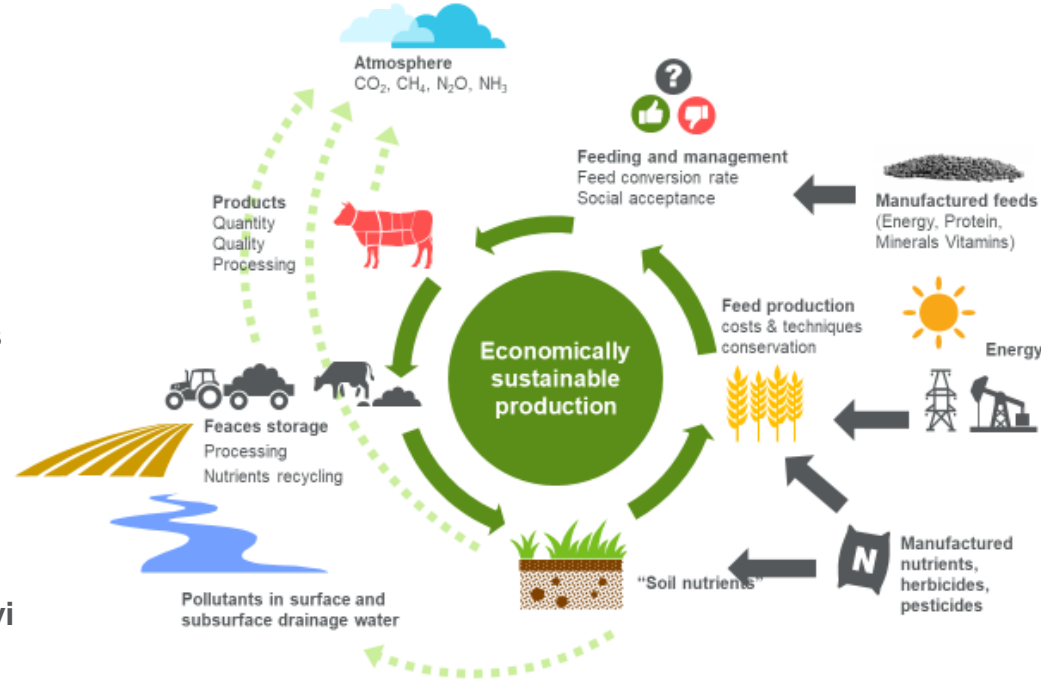 Atmosphere
CO₂, CH₄, N₂O, NH₃
?
Feeding and management
Feed conversion rate
Social acceptance
Manufactured feeds
(Energy, Protein,
Minerals Vitamins)
Products
Quantity
Quality
Processing
Feed production
costs & techniques
conservation
Energy
Economically
sustainable
production
Feaces storage
Processing
Nutrients recycling
N
Manufactured
nutrients,
herbicides,
pesticides
“Soil nutrients”
Pollutants in surface and
subsurface drainage water
vi